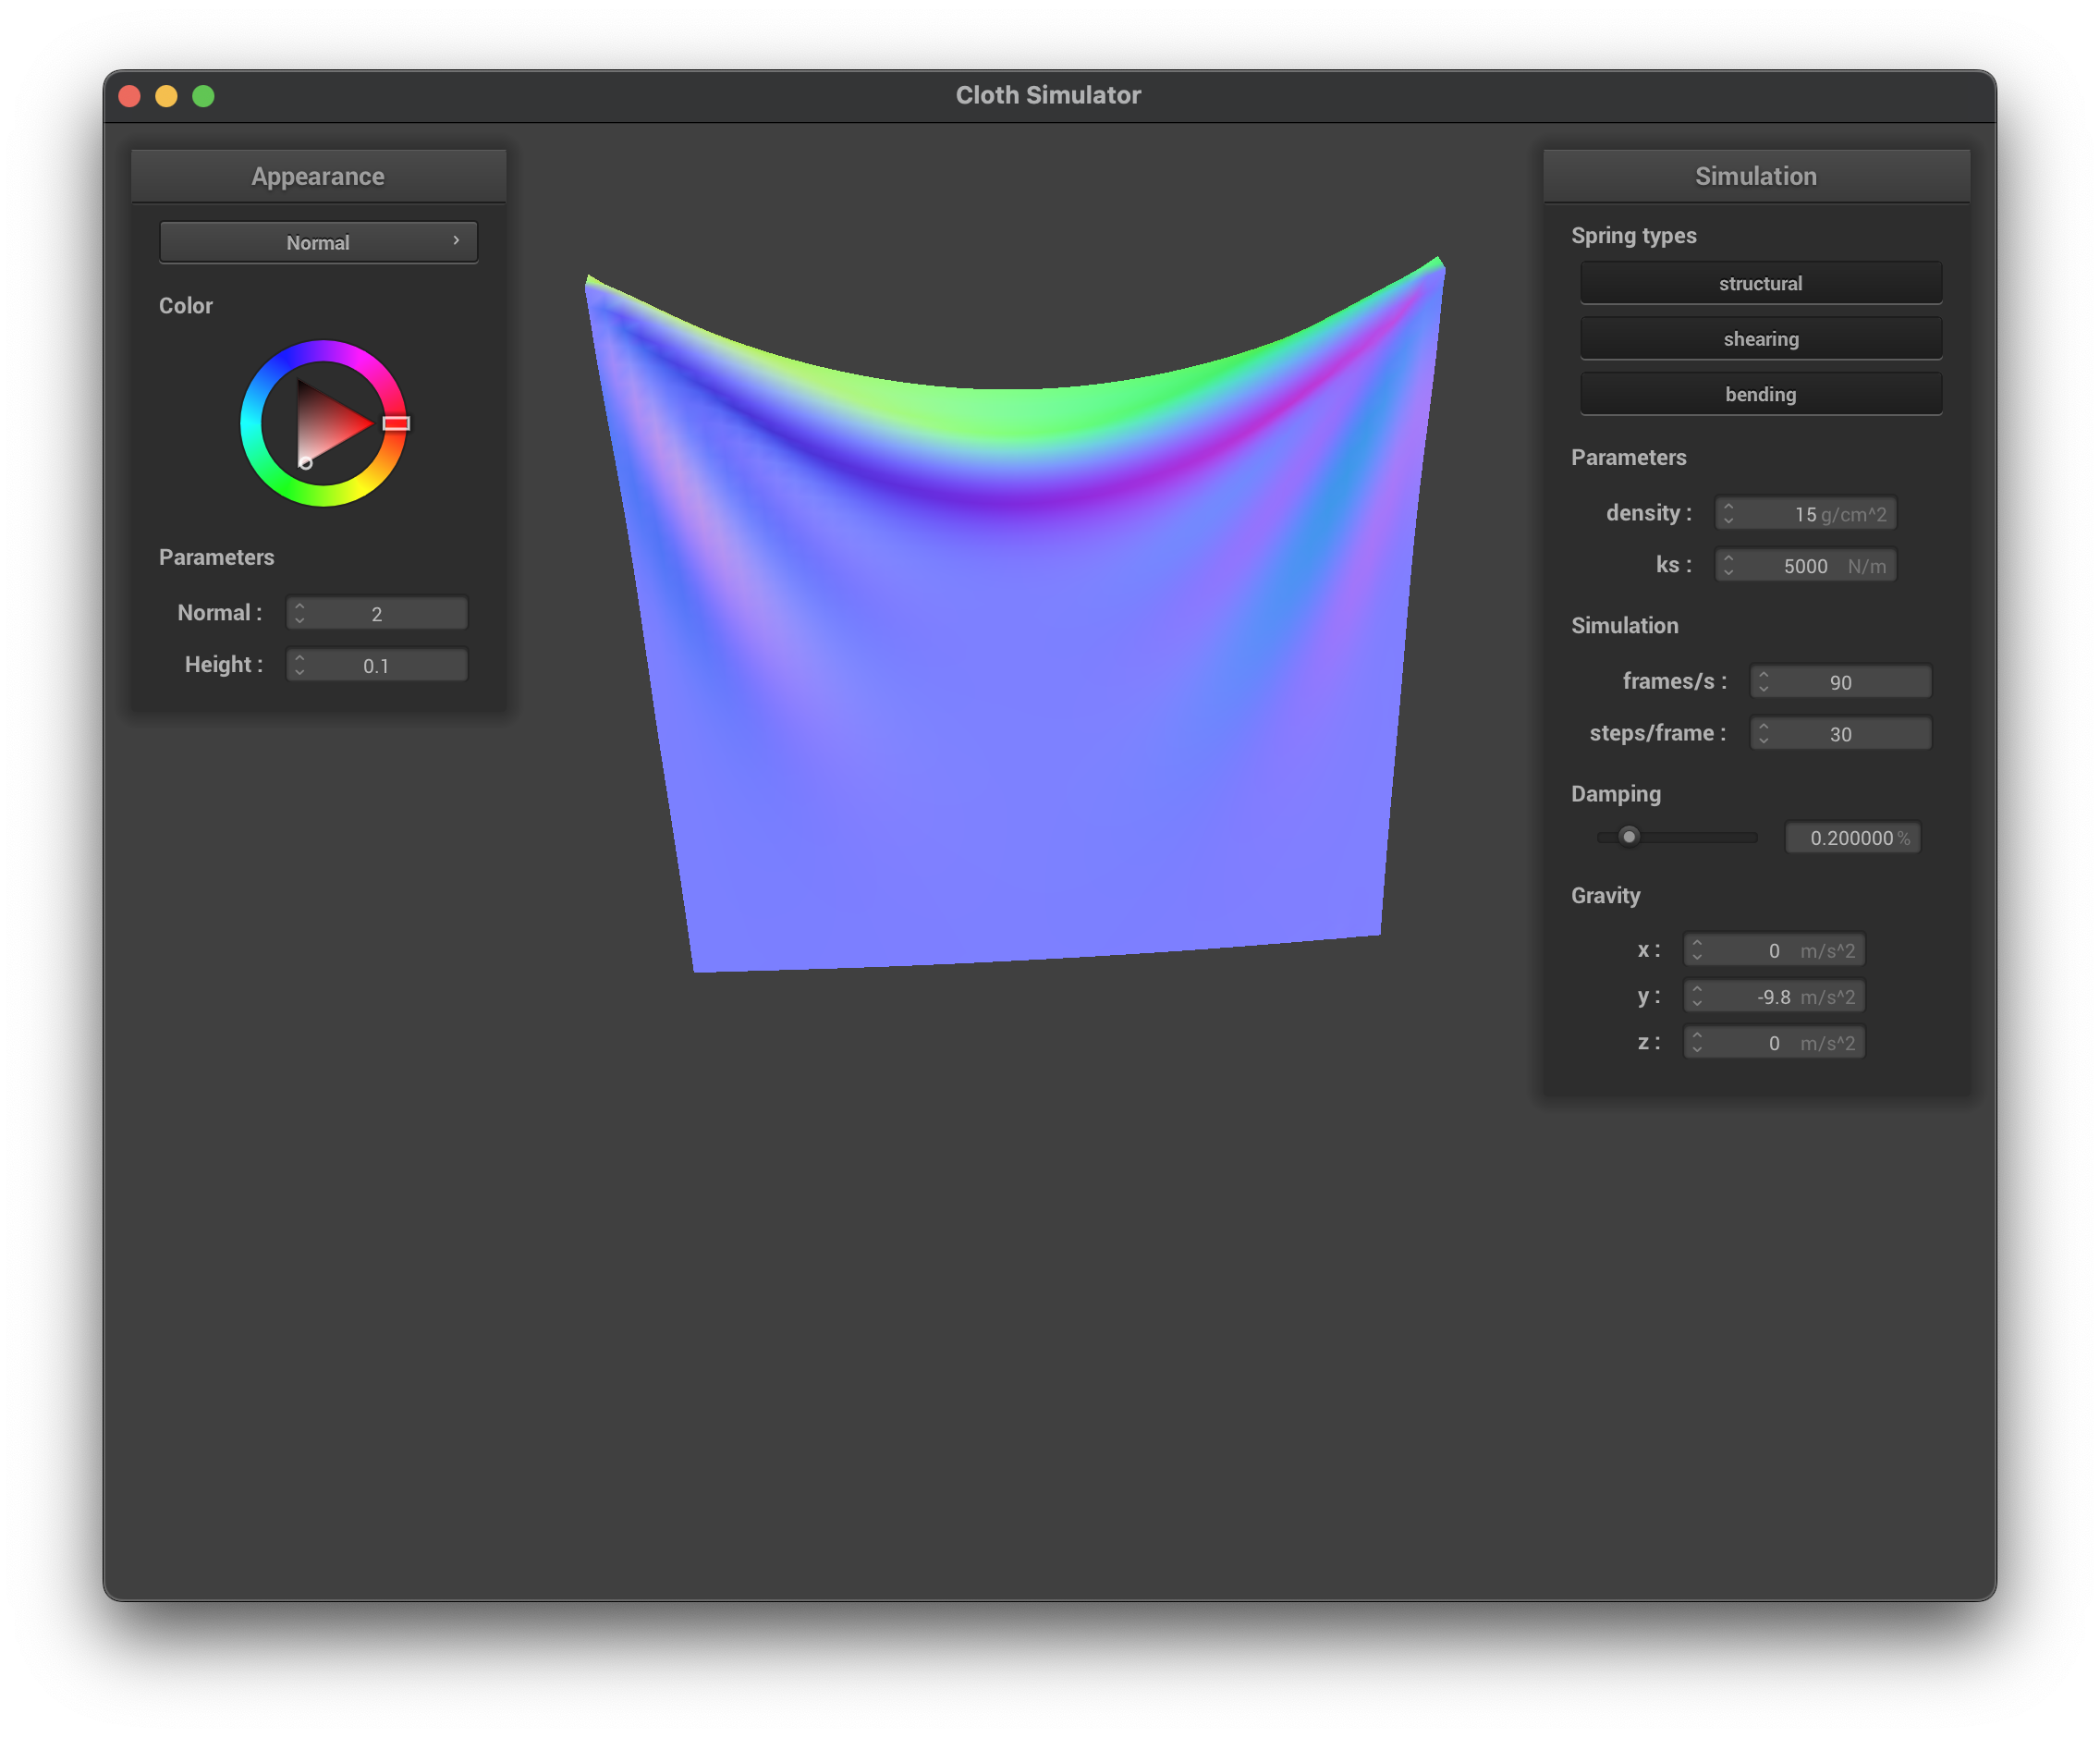 Cloth Simulator
Appearance
Normal
Color
Parameters
Normal : 2
Height : 0.1
Simulation
Spring types
structural
shearing
bending
Parameters
density : 15 g/cm^2
ks : 5000 N/m
Simulation
frames/s : 90
steps/frame : 30
Damping
0.200000 %
Gravity
x : 0 m/s^2
y : -9.8 m/s^2
z : 0 m/s^2